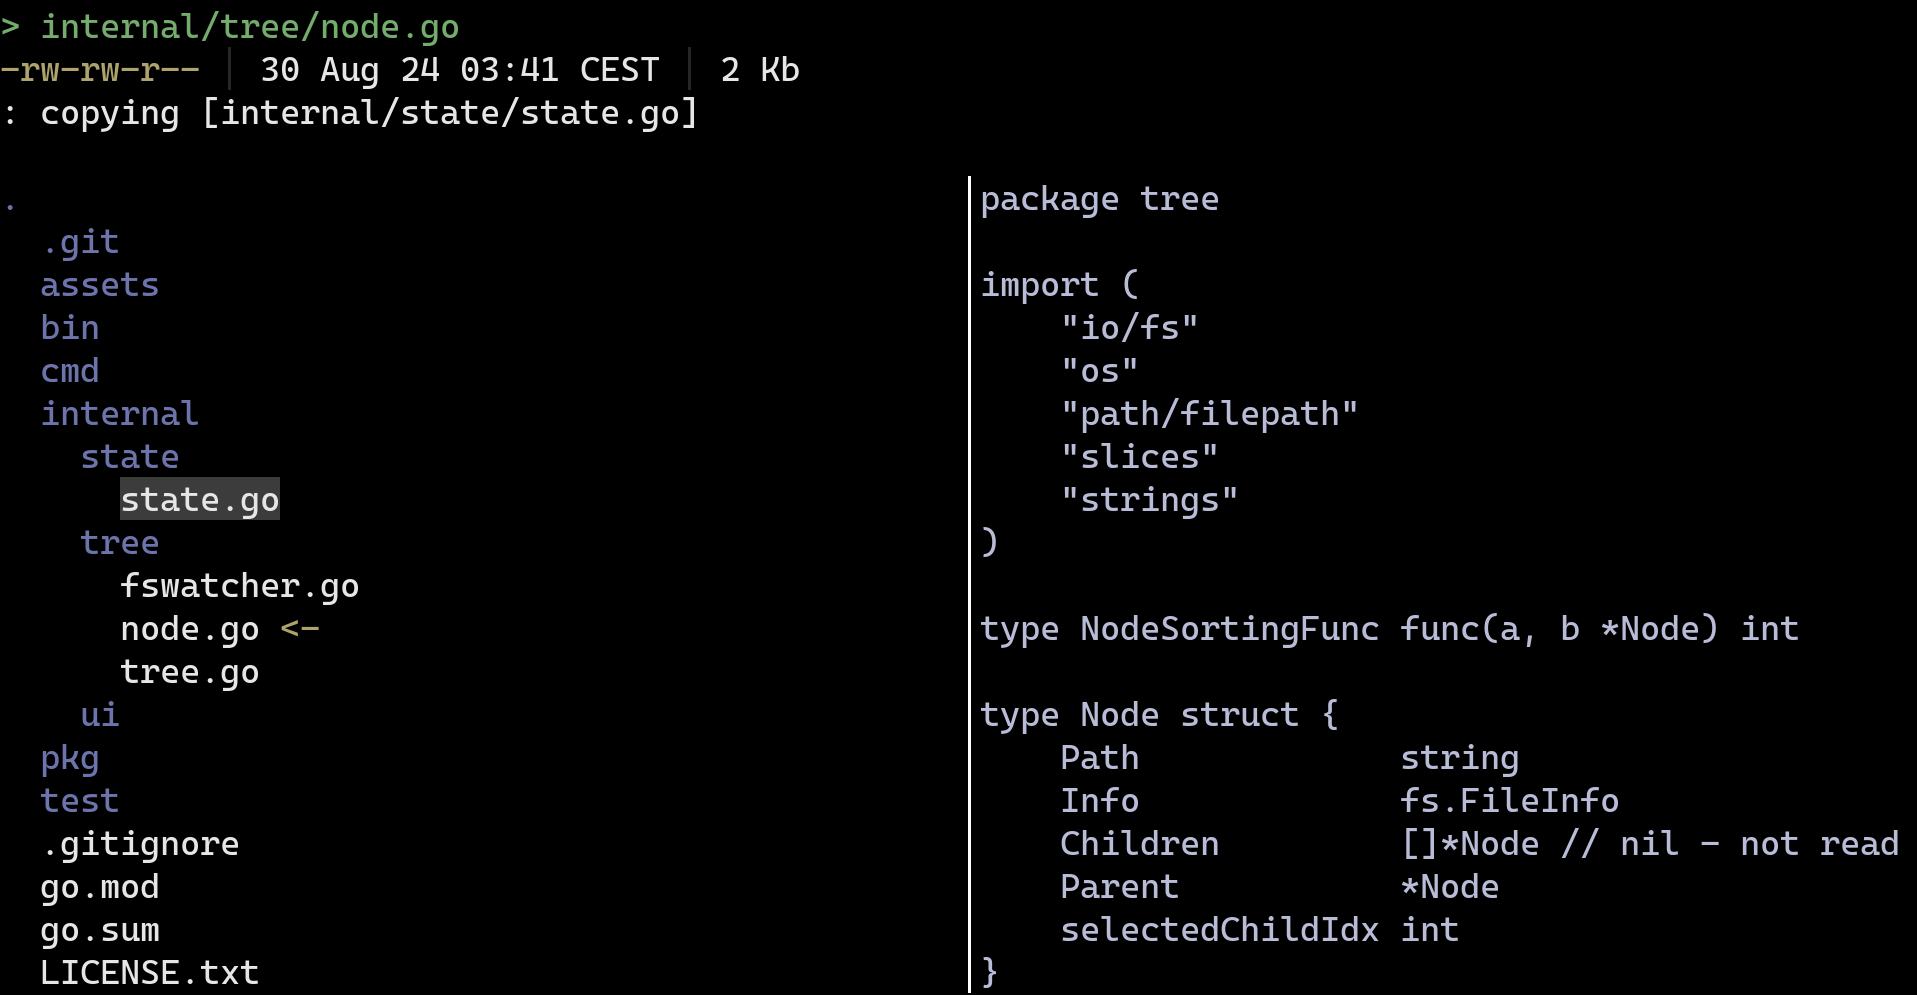 > internal/tree/node.go
-rw-rw-r-- │ 30 Aug 24 03:41 CEST │ 2 Kb
: copying [internal/state/state.go]
.
  .git
  assets
  bin
  cmd
  internal
    state
      state.go
    tree
      fswatcher.go
      node.go <-
      tree.go
    ui
  pkg
  test
  .gitignore
  go.mod
  go.sum
  LICENSE.txt
package tree
import (
    "io/fs"
    "os"
    "path/filepath"
    "slices"
    "strings"
)
type NodeSortingFunc func(a, b *Node) int
type Node struct {
    Path             string
    Info             fs.FileInfo
    Children         []*Node // nil - not read
    Parent           *Node
    selectedChildIdx int
}